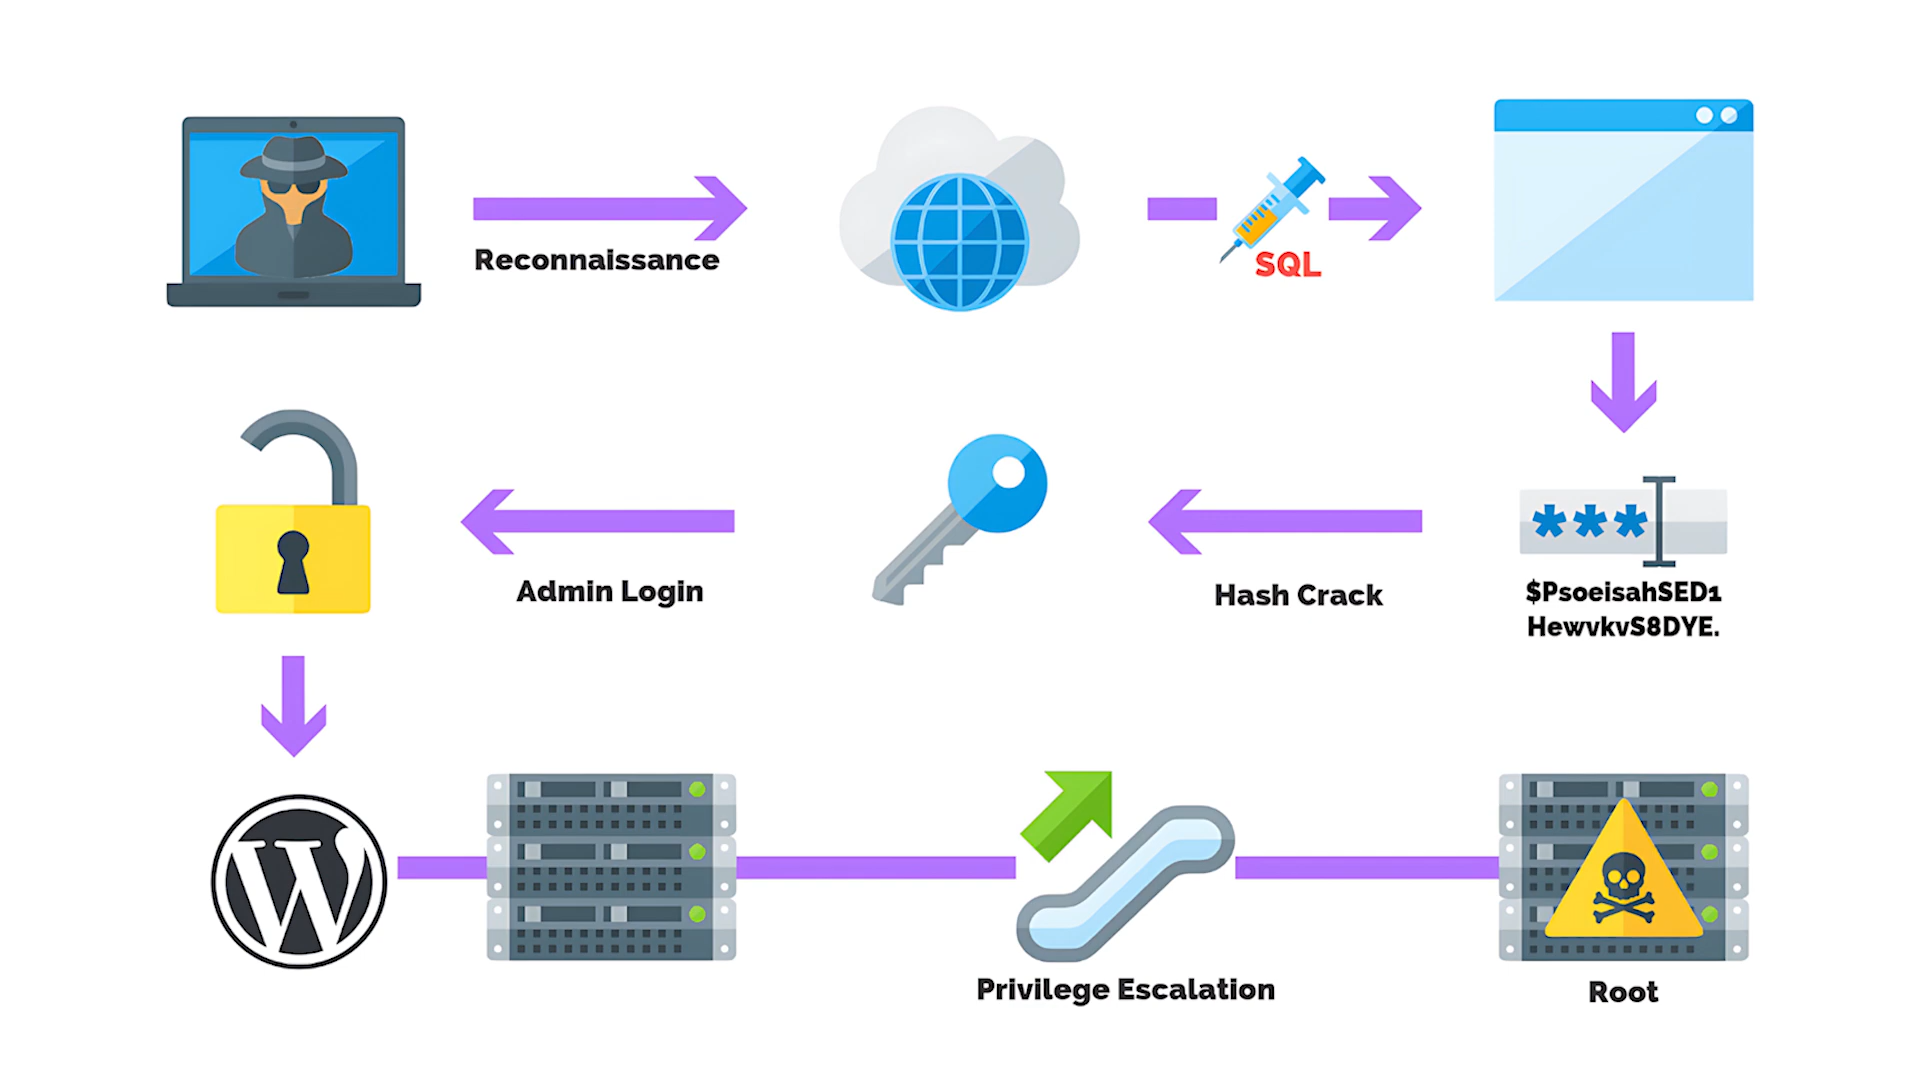 Reconnaissance
SQL
***
$PsoeisahSED1
HewvkvS8DYE.
Hash Crack
Admin Login
W
Privilege Escalation
Root